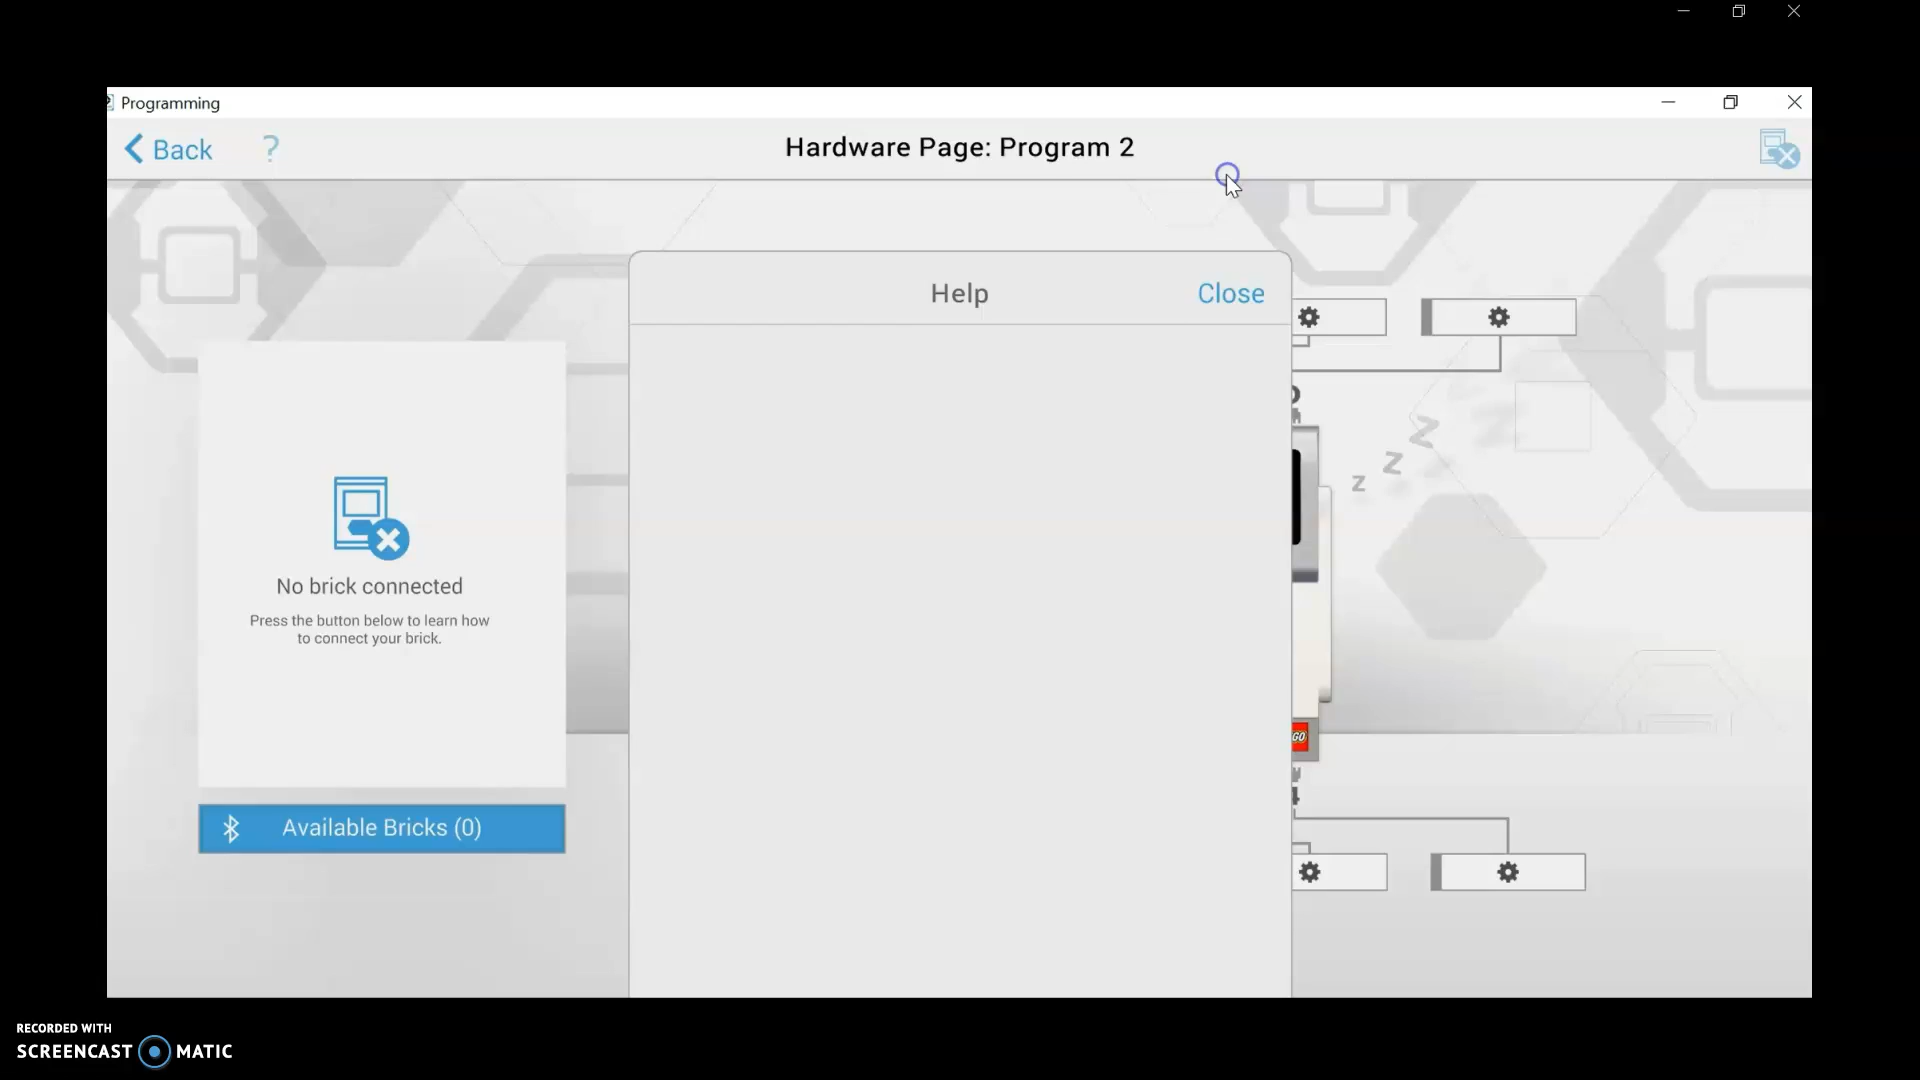 Programming
Back
?
Hardware Page: Program 2
Help
Close
z
z
z
No brick connected
Press the button below to learn how
to connect your brick.
4
Available Bricks (0)
RECORDED WITH
SCREENCAST MATIC